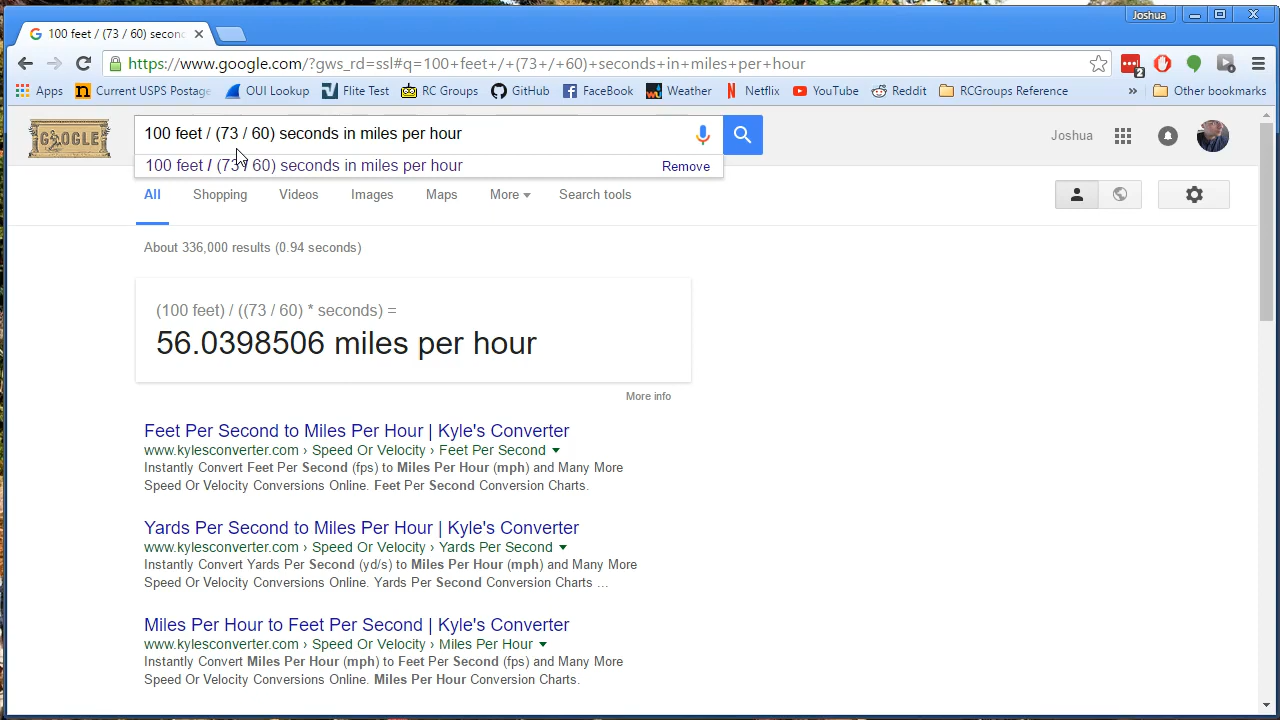 Joshua
100 feet / (73 / 60) secon
https://www.google.com/?gws_rd=ssl#q=100+feet+/+(73+/+60)+seconds+in+miles+per+hour
2
Apps Current USPS Postage OUI Lookup Flite Test RC Groups GitHub FaceBook Weather Netflix YouTube Reddit RCGroups Reference » Other bookmarks
GOOGLE
100 feet / (73 / 60) seconds in miles per hour
Joshua
100 feet / (73 / 60) seconds in miles per hour Remove
All Shopping Videos Images Maps More Search tools
About 336,000 results (0.94 seconds)
(100 feet) / ((73 / 60) * seconds) =
56.0398506 miles per hour
More info
Feet Per Second to Miles Per Hour | Kyle's Converter
www.kylesconverter.com › Speed Or Velocity › Feet Per Second
Instantly Convert Feet Per Second (fps) to Miles Per Hour (mph) and Many More
Speed Or Velocity Conversions Online. Feet Per Second Conversion Charts.
Yards Per Second to Miles Per Hour | Kyle's Converter
www.kylesconverter.com › Speed Or Velocity › Yards Per Second
Instantly Convert Yards Per Second (yd/s) to Miles Per Hour (mph) and Many More
Speed Or Velocity Conversions Online. Yards Per Second Conversion Charts ...
Miles Per Hour to Feet Per Second | Kyle's Converter
www.kylesconverter.com › Speed Or Velocity › Miles Per Hour
Instantly Convert Miles Per Hour (mph) to Feet Per Second (fps) and Many More
Speed Or Velocity Conversions Online. Miles Per Hour Conversion Charts.